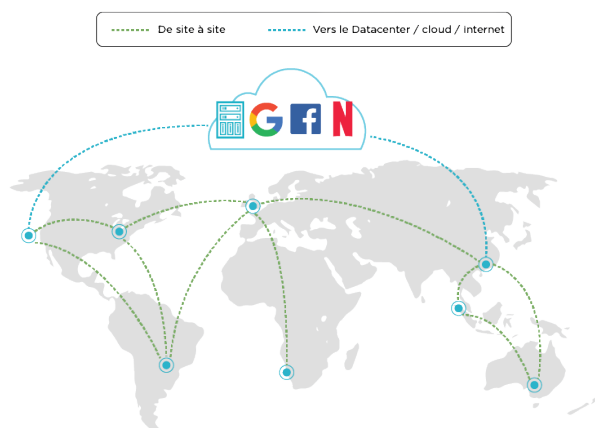 De site à site
Vers le Datacenter / cloud / internet
G f N